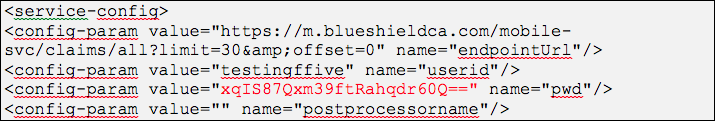 <service-config>
<config-param value="https://m.blueshieldca.com/mobile-
svc/claims/all?limit=30&amp;offset=0" name="endpointUrl"/>
<config-param value="testingffive" name="userid"/>
<config-param value="xqIS87Qxm39ftRahqdr60Q==" name="pwd"/>
<config-param value="" name="postprocessorname"/>